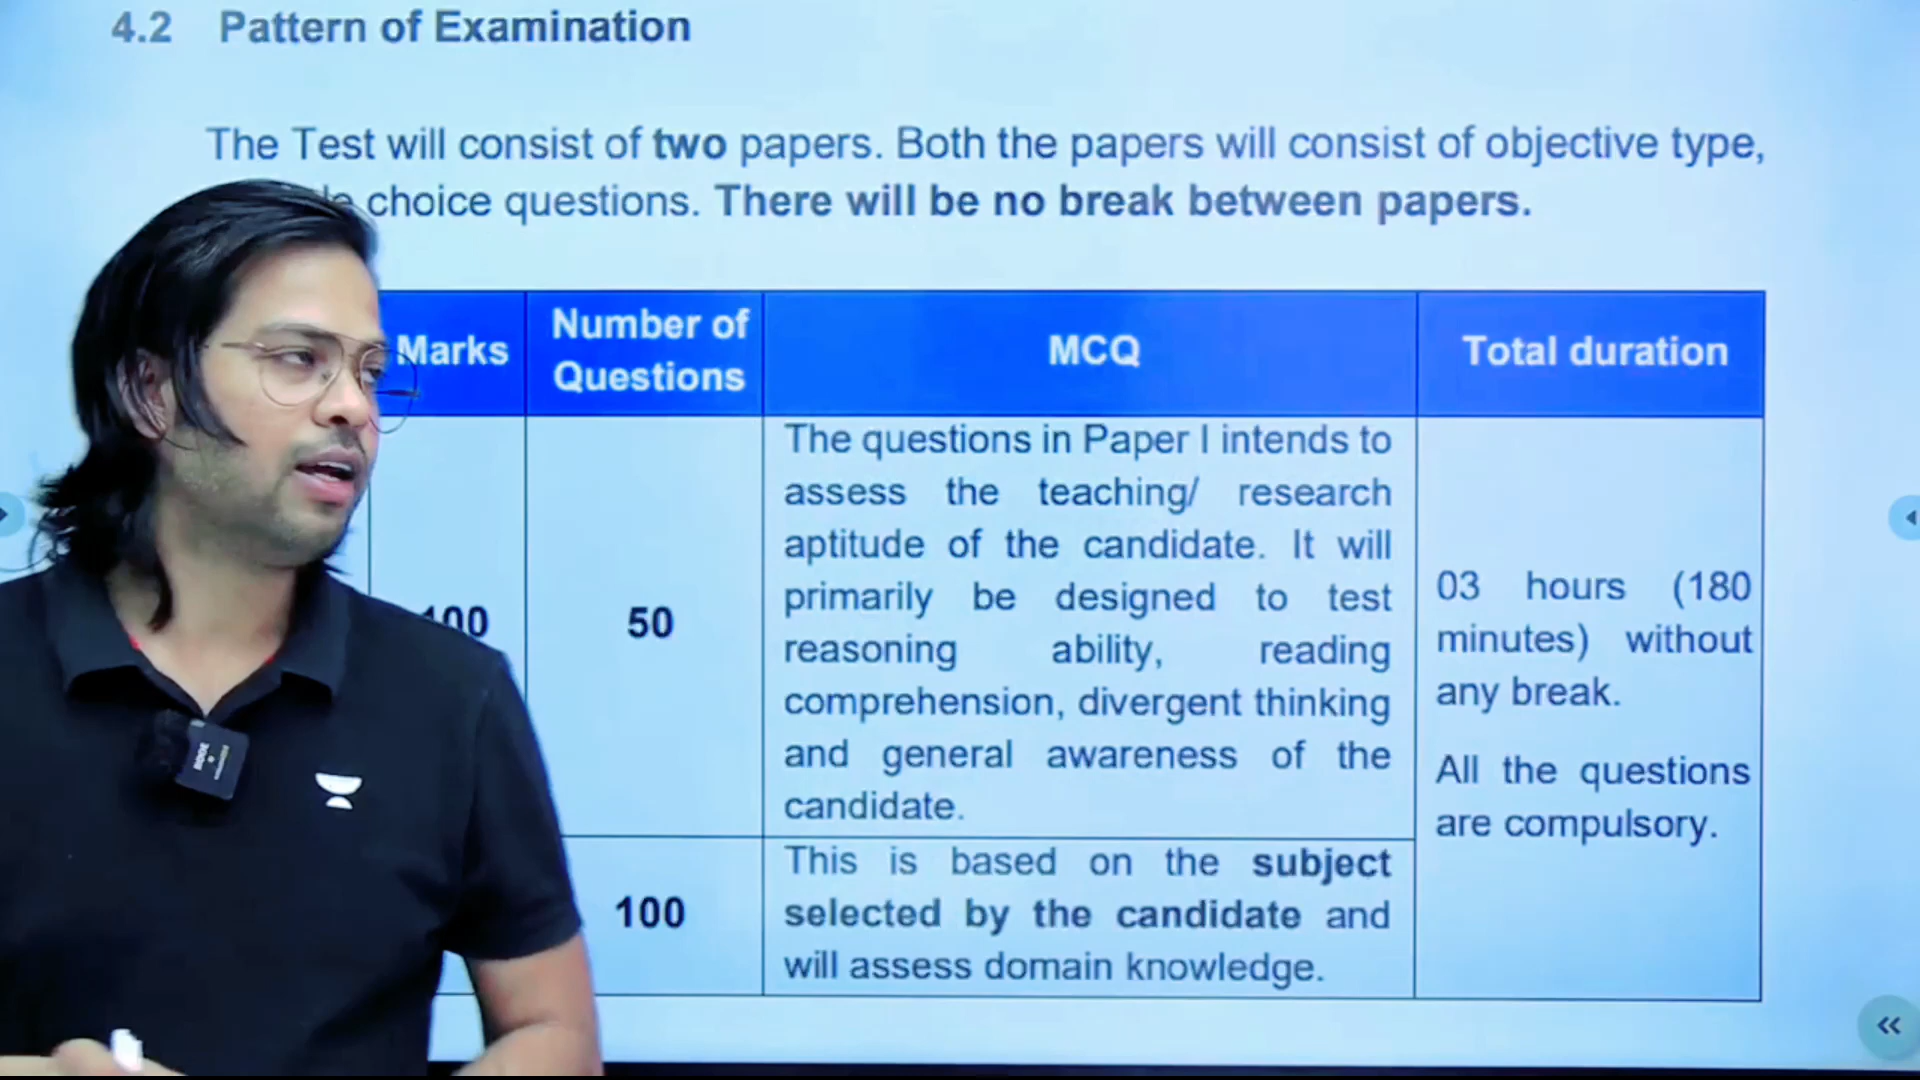 4.2 Pattern of Examination
The Test will consist of two papers. Both the papers will consist of objective type,
choice questions. There will be no break between papers.
Marks
Number of
Questions
MCQ
Total duration
100
50
The questions in Paper I intends to
assess the teaching/ research
aptitude of the candidate. It will
primarily be designed to test
reasoning ability, reading
comprehension, divergent thinking
and general awareness of the
candidate.
03 hours (180
minutes) without
any break.
All the questions
are compulsory.
100
This is based on the subject
selected by the candidate and
will assess domain knowledge.
RODE